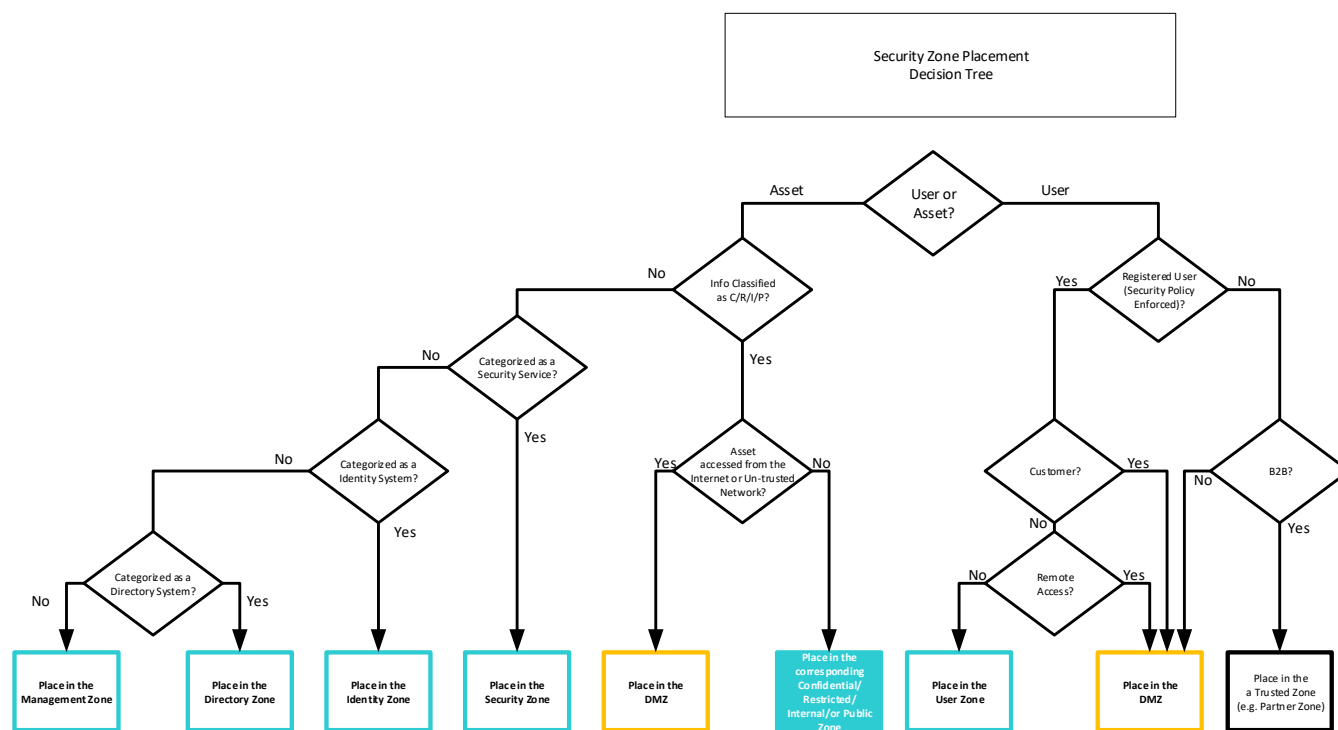 Security Zone Placement
Decision Tree
Asset
User or
Asset?
User
No
Info Classified
as C/R/I/P?
Yes
Registered User
(Security Policy
Enforced)?
No
No
Categorized as a
Security Service?
Yes
Yes
Asset
accessed from the
Internet or Un-trusted
Network?
Yes
No
Customer?
Yes
B2B?
No
No
Categorized as a
Identity System?
Yes
No
Yes
Categorized as a
Directory System?
No
Yes
No
Remote
Access?
Yes
Place in the
Management Zone
Place in the
Directory Zone
Place in the
Identity Zone
Place in the
Security Zone
Place in the
DMZ
Place in the
corresponding
Confidential/
Restricted/
Internal/or Public
Zone
Place in the
User Zone
Place in the
DMZ
Place in the
a Trusted Zone
(e.g. Partner Zone)